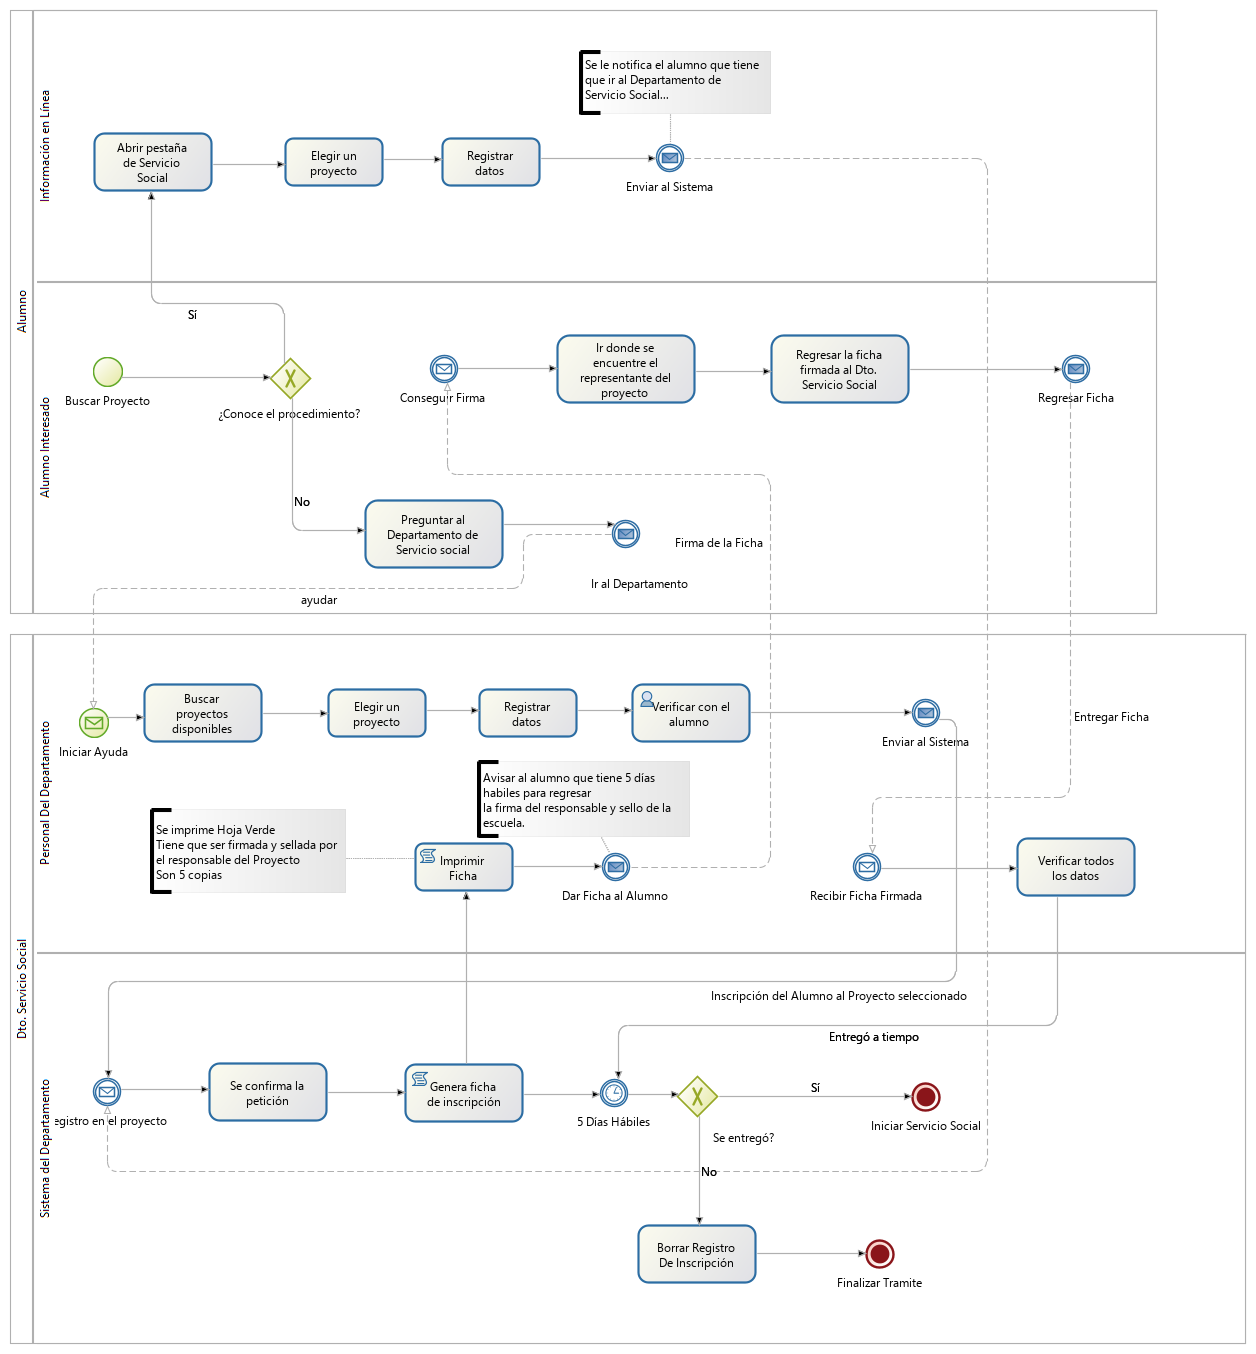 Alumno
Información en Línea
Se le notifica el alumno que tiene
que ir al Departamento de
Servicio Social...
Abrir pestaña
de Servicio
Social
Elegir un
proyecto
Registrar
datos
Enviar al Sistema
Sí
Alumno Interesado
Buscar Proyecto
¿Conoce el procedimiento?
Conseguir Firma
Ir donde se
encuentre el
representante del
proyecto
Regresar la ficha
firmada al Dto.
Servicio Social
Regresar Ficha
No
Preguntar al
Departamento de
Servicio social
Firma de la Ficha
Ir al Departamento
ayudar
Dto. Servicio Social
Personal Del Departamento
Iniciar Ayuda
Buscar
proyectos
disponibles
Elegir un
proyecto
Registrar
datos
Verificar con el
alumno
Enviar al Sistema
Entregar Ficha
Avisar al alumno que tiene 5 días
habiles para regresar
la firma del responsable y sello de la
escuela.
Se imprime Hoja Verde
Tiene que ser firmada y sellada por
el responsable del Proyecto
Son 5 copias
Imprimir
Ficha
Dar Ficha al Alumno
Recibir Ficha Firmada
Verificar todos
los datos
Inscripción del Alumno al Proyecto seleccionado
Entregó a tiempo
Sistema del Departamento
egistro en el proyecto
Se confirma la
petición
Genera ficha
de inscripción
5 Días Hábiles
Se entregó?
Sí
Iniciar Servicio Social
No
Borrar Registro
De Inscripción
Finalizar Tramite